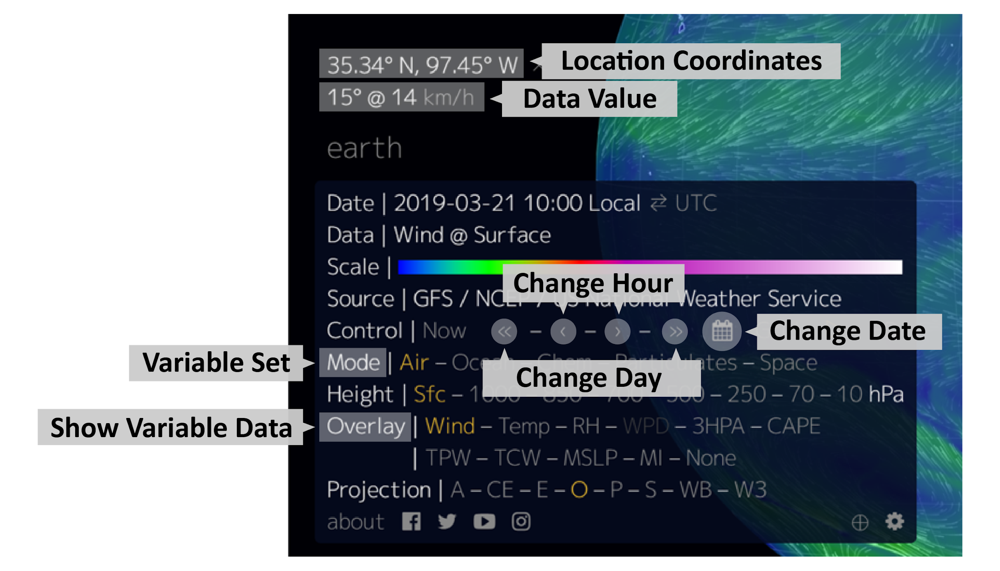 35.34° N, 97.45° W
Location Coordinates
15° @ 14 km/h
Data Value
earth
Date | 2019-03-21 10:00 Local ⇄ UTC
Data | Wind @ Surface
Scale |
Change Hour
Source | GFS / NCEP / US National Weather Service
Control | Now « – ‹ – › – »
Change Date
Variable Set
Mode | Air – Ocean – Chem – Particulates – Space
Change Day
Height | Sfc – 1000 – 850 – 700 – 500 – 250 – 70 – 10 hPa
Show Variable Data
Overlay | Wind – Temp – RH – WPD – 3HPA – CAPE
| TPW – TCW – MSLP – MI – None
Projection | A – CE – E – O – P – S – WB – W3
about